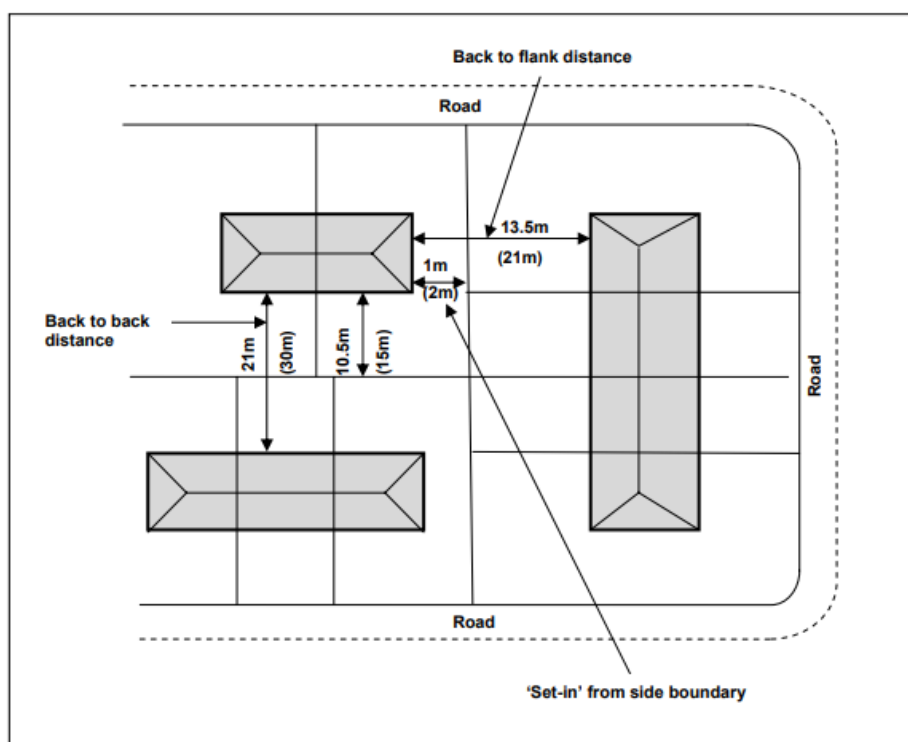 Back to flank distance
Road
13.5m
(21m)
1m
(2m)
Back to back
distance
21m
(30m)
10.5m
(15m)
Road
Road
‘Set-in’ from side boundary